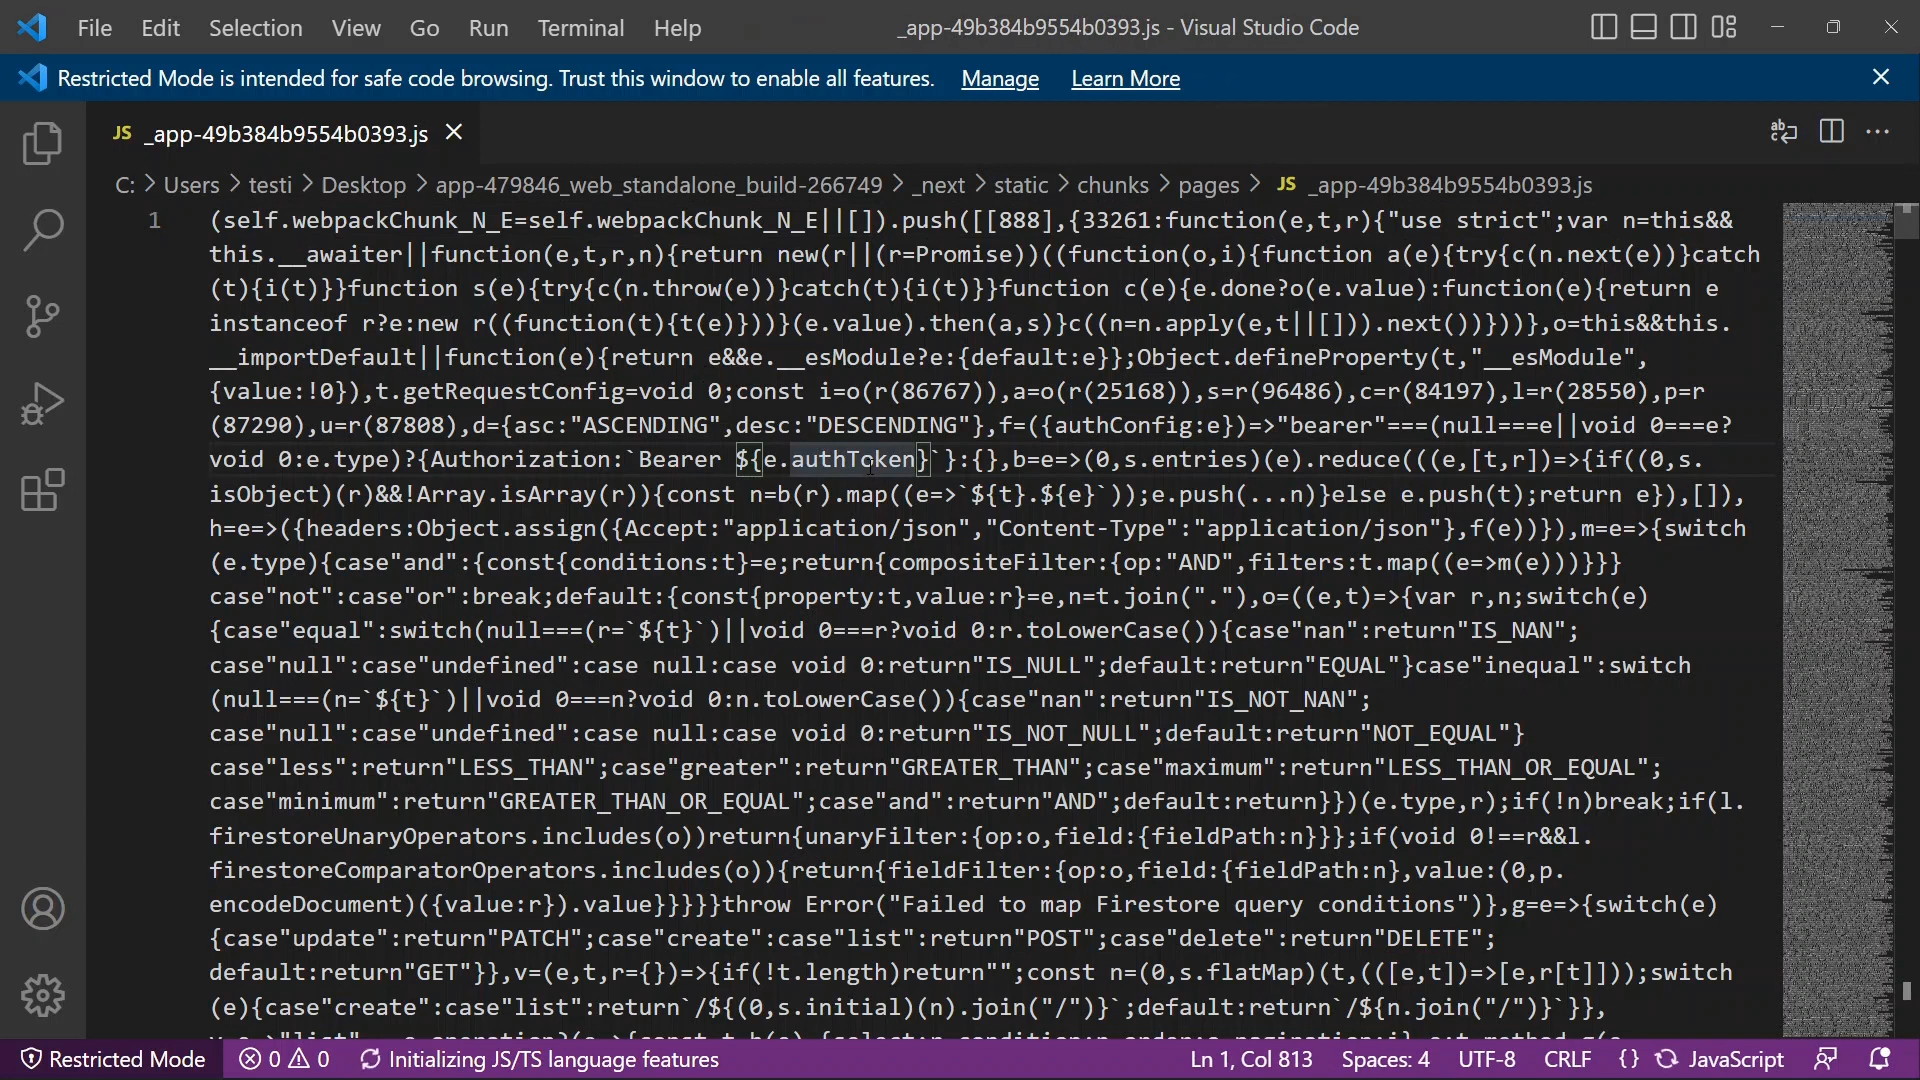 File Edit Selection View Go Run Terminal Help _app-49b384b9554b0393.js - Visual Studio Code
Restricted Mode is intended for safe code browsing. Trust this window to enable all features. Manage Learn More
JS _app-49b384b9554b0393.js
C: > Users > testi > Desktop > app-479846_web_standalone_build-266749 > _next > static > chunks > pages > JS _app-49b384b9554b0393.js
1 (self.webpackChunk_N_E=self.webpackChunk_N_E||[]).push([[888],{33261:function(e,t,r){"use strict";var n=this&&
this.__awaiter||function(e,t,r,n){return new(r||(r=Promise))((function(o,i){function a(e){try{c(n.next(e))}catch
(t){i(t)}}function s(e){try{c(n.throw(e))}catch(t){i(t)}}function c(e){e.done?o(e.value):function(e){return e
instanceof r?e:new r((function(t){t(e)}))}(e.value).then(a,s)}c((n=n.apply(e,t||[])).next())}))},o=this&&this.
__importDefault||function(e){return e&&e.__esModule?e:{default:e}};Object.defineProperty(t,"__esModule",
{value:!0}),t.getRequestConfig=void 0;const i=o(r(86767)),a=o(r(25168)),s=r(96486),c=r(84197),l=r(28550),p=r
(87290),u=r(87808),d={asc:"ASCENDING",desc:"DESCENDING"},f=({authConfig:e})=>"bearer"===(null===e||void 0===e?
void 0:e.type)?{Authorization:`Bearer ${e.authToken}`}:{},b=e=>(0,s.entries)(e).reduce(((e,[t,r])=>{if((0,s.
isObject)(r)&&!Array.isArray(r)){const n=b(r).map((e=>`${t}.${e}`));e.push(...n)}else e.push(t);return e}),[]),
h=e=>({headers:Object.assign({Accept:"application/json","Content-Type":"application/json"},f(e))}),m=e=>{switch
(e.type){case"and":{const{conditions:t}=e;return{compositeFilter:{op:"AND",filters:t.map((e=>m(e)))}}}
case"not":case"or":break;default:{const{property:t,value:r}=e,n=t.join("."),o=((e,t)=>{var r,n;switch(e)
{case"equal":switch(null===(r=`${t}`)||void 0===r?void 0:r.toLowerCase()){case"nan":return"IS_NAN";
case"null":case"undefined":case null:case void 0:return"IS_NULL";default:return"EQUAL"}case"inequal":switch
(null===(n=`${t}`)||void 0===n?void 0:n.toLowerCase()){case"nan":return"IS_NOT_NAN";
case"null":case"undefined":case null:case void 0:return"IS_NOT_NULL";default:return"NOT_EQUAL"}
case"less":return"LESS_THAN";case"greater":return"GREATER_THAN";case"maximum":return"LESS_THAN_OR_EQUAL";
case"minimum":return"GREATER_THAN_OR_EQUAL";case"and":return"AND";default:return}})(e.type,r);if(!n)break;if(l.
firestoreUnaryOperators.includes(o))return{unaryFilter:{op:o,field:{fieldPath:n}}};if(void 0!==r&&l.
firestoreComparatorOperators.includes(o)){return{fieldFilter:{op:o,field:{fieldPath:n},value:(0,p.
encodeDocument)({value:r}).value}}}}}throw Error("Failed to map Firestore query conditions")},g=e=>{switch(e)
{case"update":return"PATCH";case"create":case"list":return"POST";case"delete":return"DELETE";
default:return"GET"}},v=(e,t,r={})=>{if(!t.length)return"";const n=(0,s.flatMap)(t,(([e,t])=>[e,r[t]]));switch
(e){case"create":case"list":return`/${(0,s.initial)(n).join("/")}`;default:return`/${n.join("/")}`}},
Restricted Mode 0 0 Initializing JS/TS language features Ln 1, Col 813 Spaces: 4 UTF-8 CRLF {} JavaScript